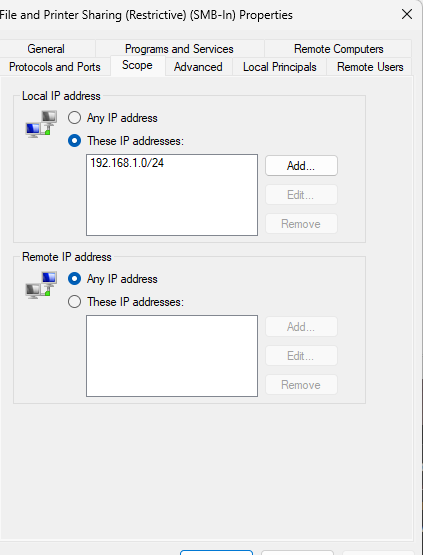 File and Printer Sharing (Restrictive) (SMB-In) Properties
General Programs and Services Remote Computers
Protocols and Ports Scope Advanced Local Principals Remote Users
Local IP address
Any IP address
These IP addresses:
192.168.1.0/24
Add...
Edit...
Remove
Remote IP address
Any IP address
These IP addresses:
Add...
Edit...
Remove